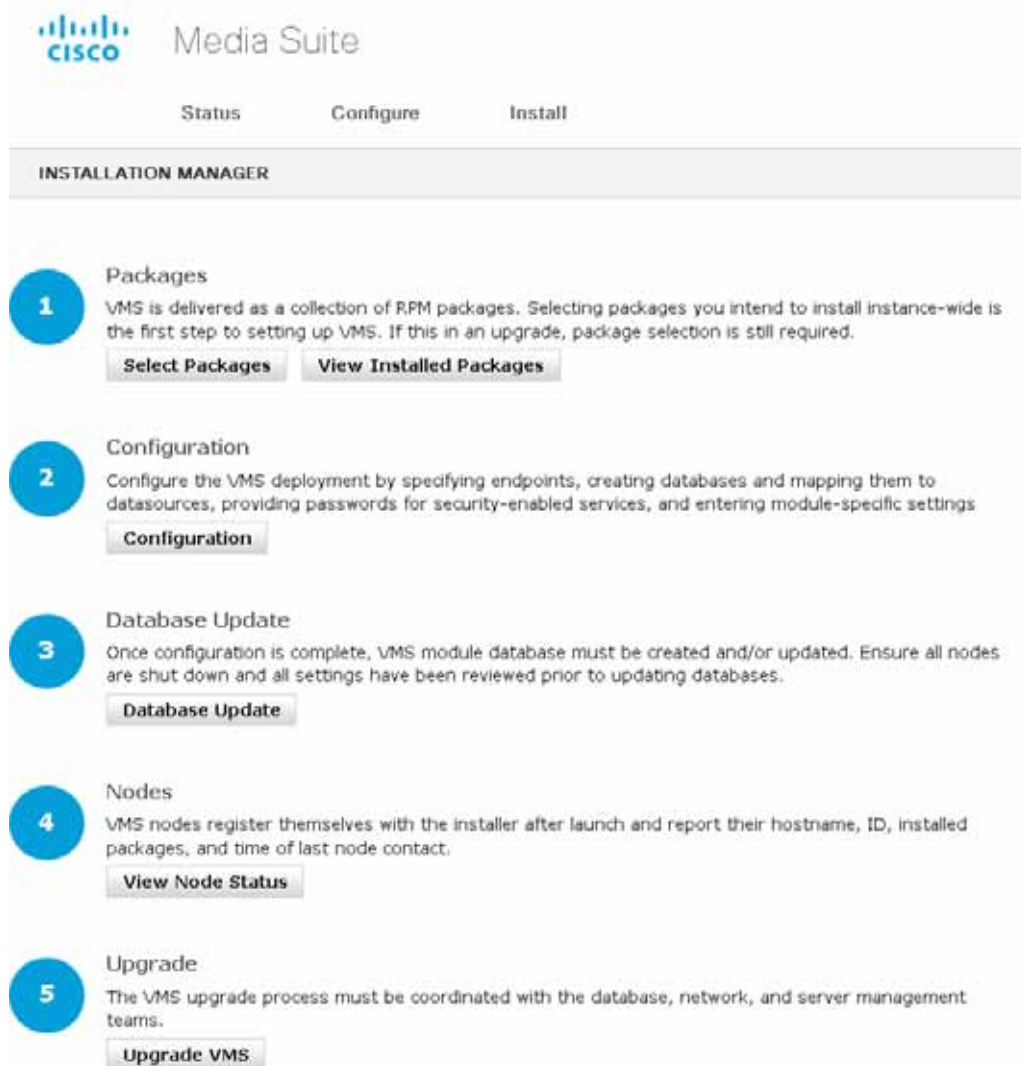 CISCO
Media Suite
Status Configure Install
INSTALLATION MANAGER
1
Packages
VMS is delivered as a collection of RPM packages. Selecting packages you intend to install instance-wide is
the first step to setting up VMS. If this in an upgrade, package selection is still required.
Select Packages View Installed Packages
2
Configuration
Configure the VMS deployment by specifying endpoints, creating databases and mapping them to
datasources, providing passwords for security-enabled services, and entering module-specific settings
Configuration
3
Database Update
Once configuration is complete, VMS module database must be created and/or updated. Ensure all nodes
are shut down and all settings have been reviewed prior to updating databases.
Database Update
4
Nodes
VMS nodes register themselves with the installer after launch and report their hostname, ID, installed
packages, and time of last node contact.
View Node Status
5
Upgrade
The VMS upgrade process must be coordinated with the database, network, and server management
teams.
Upgrade VMS